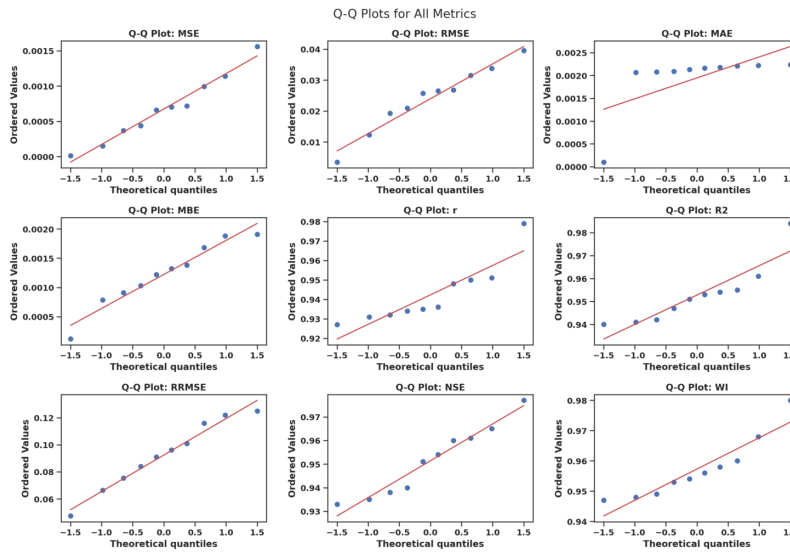 Q-Q Plots for All Metrics
Q-Q Plot: MSE
Ordered Values
0.0015
0.0010
0.0005
0.0000
−1.5 −1.0 −0.5 0.0 0.5 1.0 1.5
Theoretical quantiles
Q-Q Plot: RMSE
Ordered Values
0.04
0.03
0.02
0.01
−1.5 −1.0 −0.5 0.0 0.5 1.0 1.5
Theoretical quantiles
Q-Q Plot: MAE
Ordered Values
0.0025
0.0020
0.0015
0.0010
0.0005
0.0000
−1.5 −1.0 −0.5 0.0 0.5 1.0 1.5
Theoretical quantiles
Q-Q Plot: MBE
Ordered Values
0.0020
0.0015
0.0010
0.0005
−1.5 −1.0 −0.5 0.0 0.5 1.0 1.5
Theoretical quantiles
Q-Q Plot: r
Ordered Values
0.98
0.97
0.96
0.95
0.94
0.93
0.92
−1.5 −1.0 −0.5 0.0 0.5 1.0 1.5
Theoretical quantiles
Q-Q Plot: R2
Ordered Values
0.98
0.97
0.96
0.95
0.94
−1.5 −1.0 −0.5 0.0 0.5 1.0 1.5
Theoretical quantiles
Q-Q Plot: RRMSE
Ordered Values
0.12
0.10
0.08
0.06
−1.5 −1.0 −0.5 0.0 0.5 1.0 1.5
Theoretical quantiles
Q-Q Plot: NSE
Ordered Values
0.97
0.96
0.95
0.94
0.93
−1.5 −1.0 −0.5 0.0 0.5 1.0 1.5
Theoretical quantiles
Q-Q Plot: WI
Ordered Values
0.98
0.97
0.96
0.95
0.94
−1.5 −1.0 −0.5 0.0 0.5 1.0 1.5
Theoretical quantiles